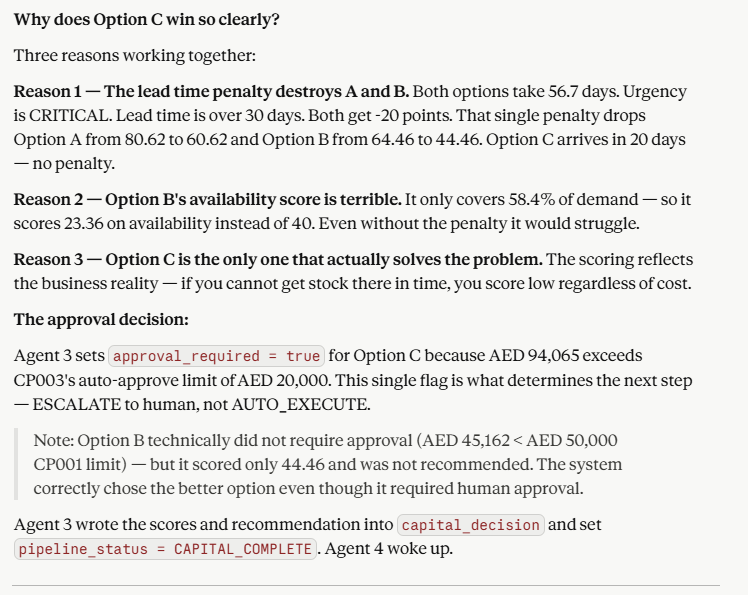 Why does Option C win so clearly?
Three reasons working together:
Reason 1 — The lead time penalty destroys A and B. Both options take 56.7 days. Urgency
is CRITICAL. Lead time is over 30 days. Both get -20 points. That single penalty drops
Option A from 80.62 to 60.62 and Option B from 64.46 to 44.46. Option C arrives in 20 days
— no penalty.
Reason 2 — Option B's availability score is terrible. It only covers 58.4% of demand — so it
scores 23.36 on availability instead of 40. Even without the penalty it would struggle.
Reason 3 — Option C is the only one that actually solves the problem. The scoring reflects
the business reality — if you cannot get stock there in time, you score low regardless of cost.
The approval decision:
Agent 3 sets approval_required = true for Option C because AED 94,065 exceeds
CP003's auto-approve limit of AED 20,000. This single flag is what determines the next step
— ESCALATE to human, not AUTO_EXECUTE.
Note: Option B technically did not require approval (AED 45,162 < AED 50,000
CP001 limit) — but it scored only 44.46 and was not recommended. The system
correctly chose the better option even though it required human approval.
Agent 3 wrote the scores and recommendation into capital_decision and set
pipeline_status = CAPITAL_COMPLETE. Agent 4 woke up.